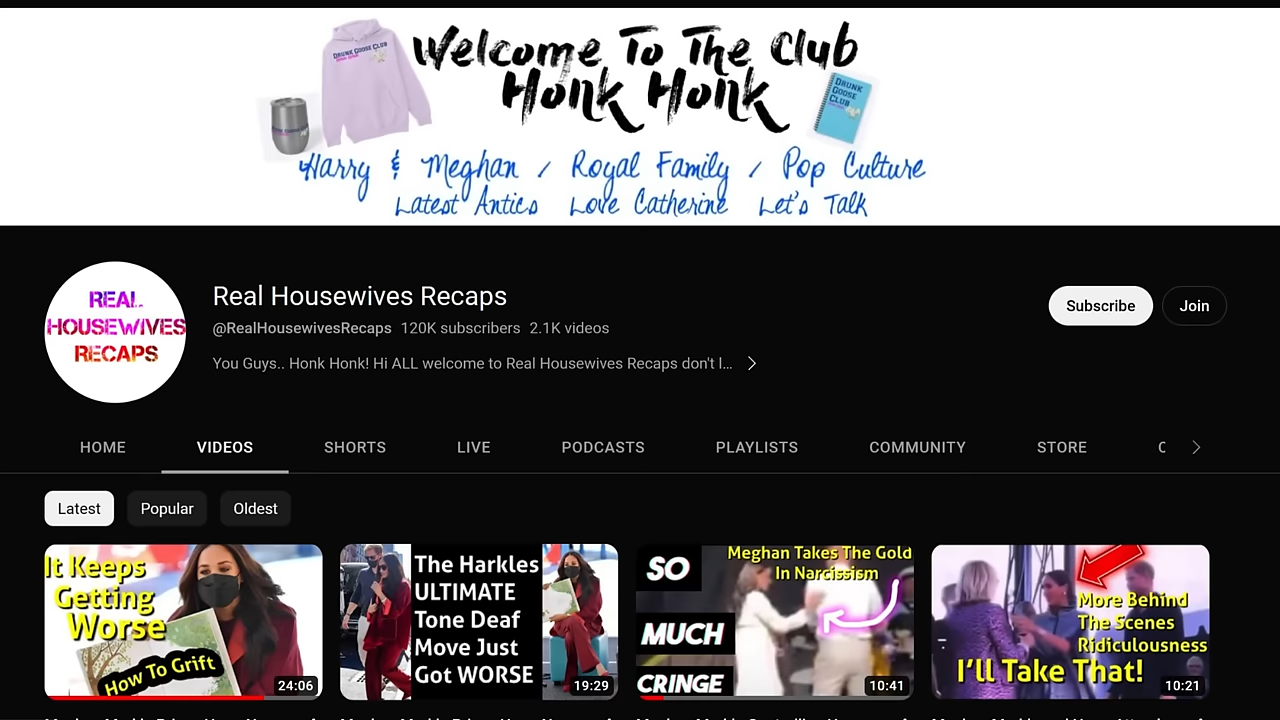 DRUNK GOOSE CLUB
Welcome To The Club
Honk Honk
DRUNK
GOOSE
CLUB
Harry & Meghan / Royal Family / Pop Culture
Latest Antics Love Catherine Let's Talk
REAL
HOUSEWIVES
RECAPS
Real Housewives Recaps
@RealHousewivesRecaps 120K subscribers 2.1K videos
You Guys.. Honk Honk! Hi ALL welcome to Real Housewives Recaps don't l...
Subscribe
Join
HOME VIDEOS SHORTS LIVE PODCASTS PLAYLISTS COMMUNITY STORE
Latest Popular Oldest
It Keeps
Getting
Worse
How To Grift
24:06
The Harkles
ULTIMATE
Tone Deaf
Move Just
Got WORSE
19:29
Meghan Takes The Gold
In Narcissism
SO
MUCH
CRINGE
10:41
More Behind
The Scenes
Ridiculousness
I'LL Take That!
10:21